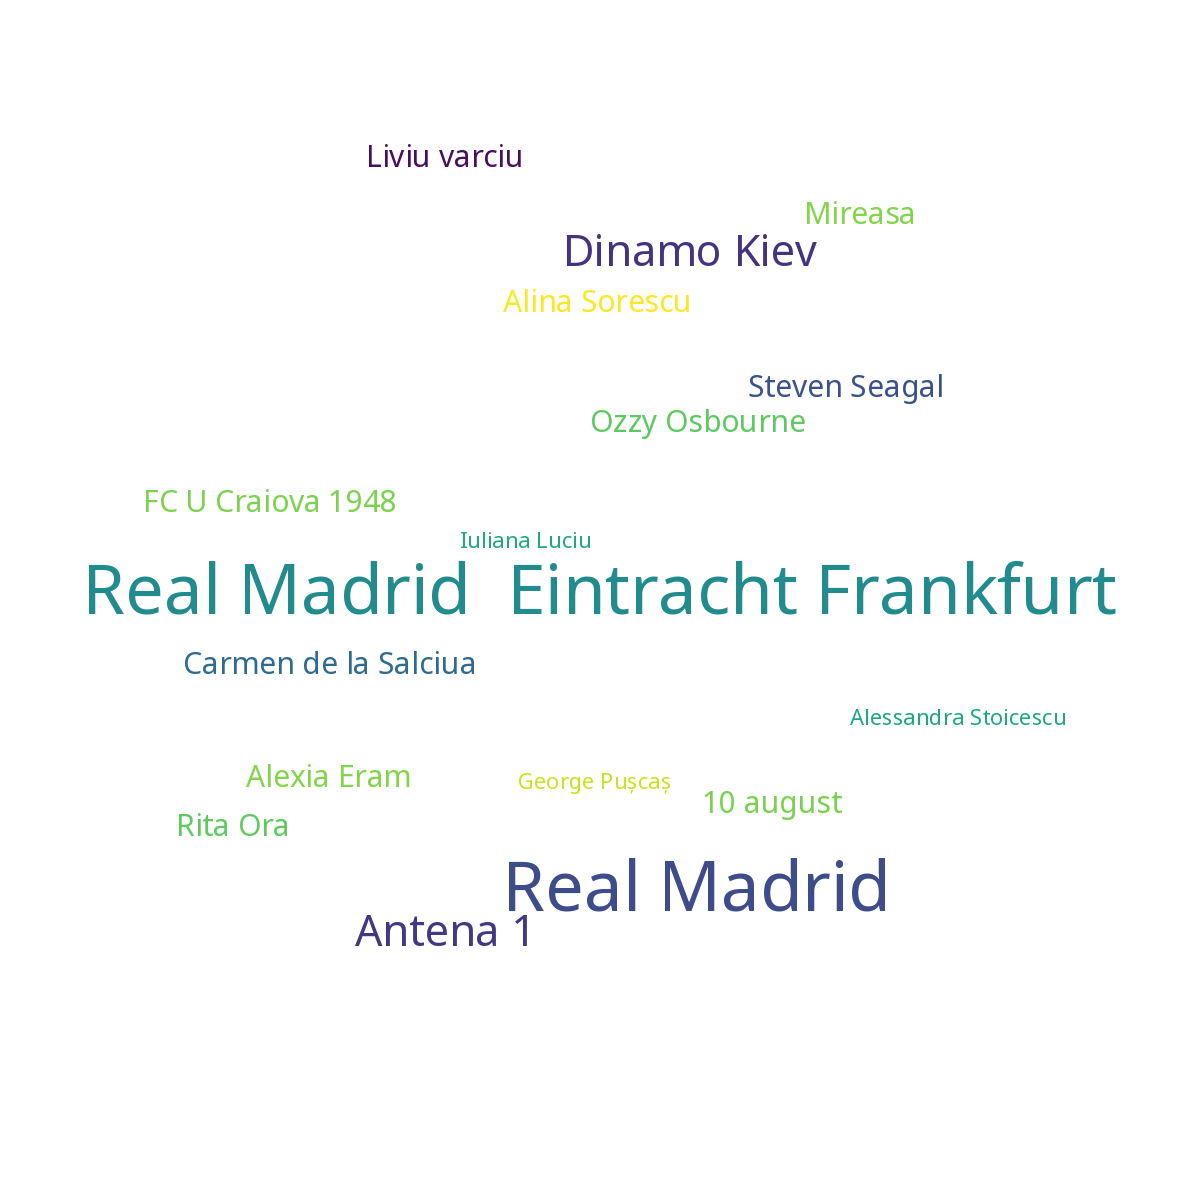 Liviu varciu
Mireasa
Dinamo Kiev
Alina Sorescu
Steven Seagal
Ozzy Osbourne
FC U Craiova 1948
Iuliana Luciu
Real Madrid  Eintracht Frankfurt
Carmen de la Salciua
Alessandra Stoicescu
Alexia Eram
George Pușcaș
10 august
Rita Ora
Real Madrid
Antena 1